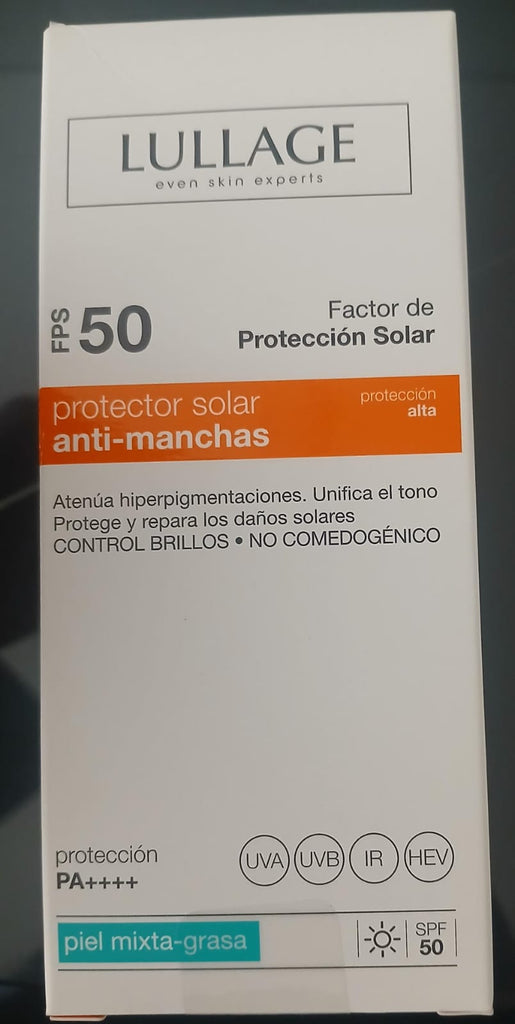 LULLAGE
even skin experts
FPS 50
Factor de
Protección Solar
protector solar
anti-manchas
protección
alta
Atenúa hiperpigmentaciones. Unifica el tono
Protege y repara los daños solares
CONTROL BRILLOS • NO COMEDOGÉNICO
protección
PA++++
UVA UVB IR HEV
piel mixta-grasa
SPF
50